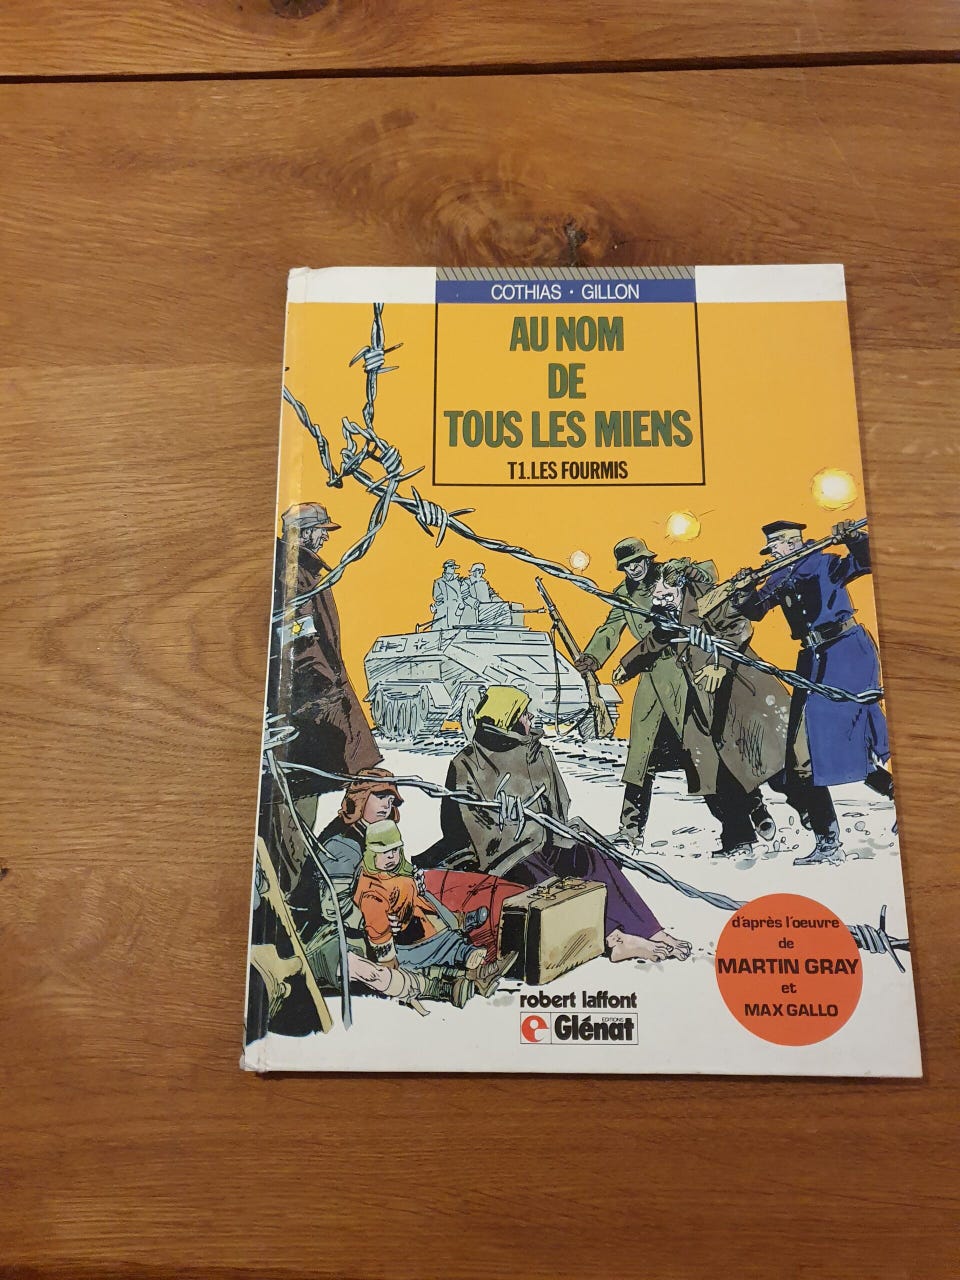 COTHIAS · GILLON
AU NOM
DE
TOUS LES MIENS
T1.LES FOURMIS
d'après l'oeuvre
de
MARTIN GRAY
et
MAX GALLO
robert laffont
EDITIONS
Glénat